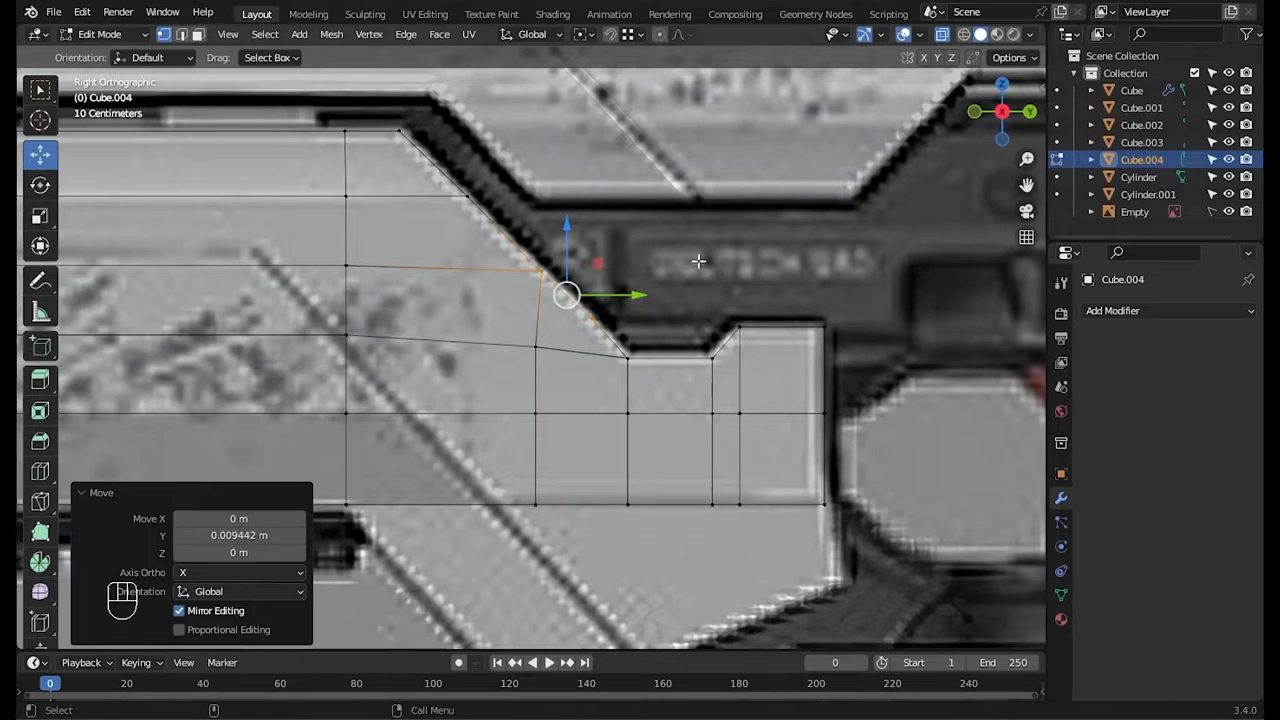 File Edit Render Window Help Layout Modeling Sculpting UV Editing Texture Paint Shading Animation Rendering Compositing Geometry Nodes Scripting Scene ViewLayer
Edit Mode View Select Add Mesh Vertex Edge Face UV Global
Orientation: Default Drag: Select Box X Y Z Options
Right Orthographic
(0) Cube.004
10 Centimeters
Z
X
Y
Move
Move X 0 m
Y 0.009442 m
Z 0 m
Axis Ortho X
Orientation Global
Mirror Editing
Proportional Editing
Scene Collection
Collection
Cube
Cube.001
Cube.002
Cube.003
Cube.004
Cylinder
Cylinder.001
Empty
Cube.004
Add Modifier
Playback Keying View Marker 0 Start 1 End 250
0 20 40 60 80 100 120 140 160 180 200 220 240
Select Call Menu 3.4.0